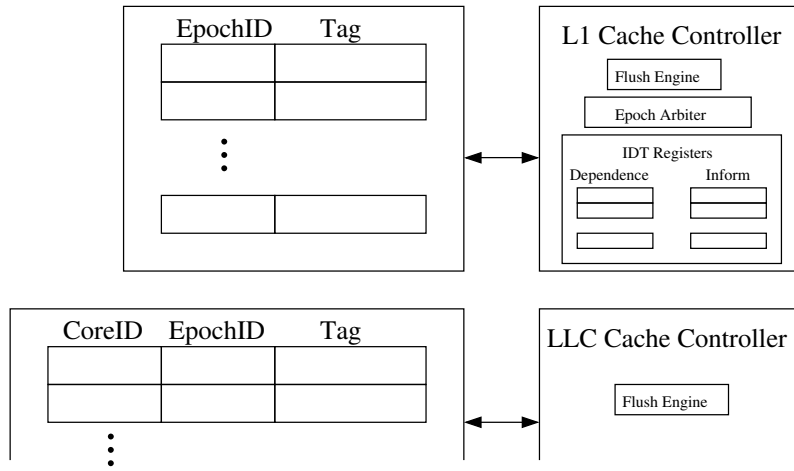 EpochID Tag
L1 Cache Controller
Flush Engine
Epoch Arbiter
IDT Registers
Dependence Inform
CoreID EpochID Tag
LLC Cache Controller
Flush Engine